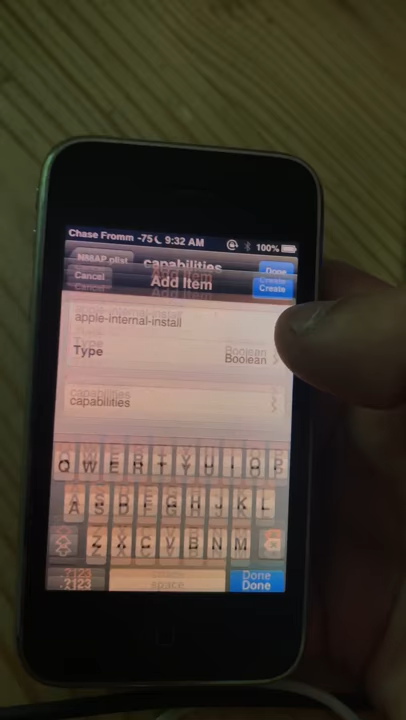 Chase Fromm -75 9:32 AM 100%
N88AP.plist capabilities Done
Cancel Add Item Create
apple-internal-install
Type Boolean
capabilities
Q W E R T Y U I O P
A S D F G H J K L
Z X C V B N M
.?123 space Done